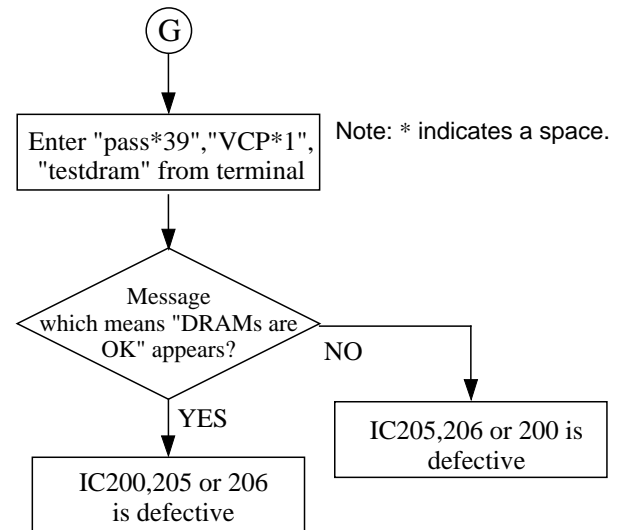 G
Enter "pass*39","VCP*1",
"testdram" from terminal
Note: * indicates a space.
Message
which means "DRAMs are
OK" appears?
NO
YES
IC205,206 or 200 is
defective
IC200,205 or 206
is defective